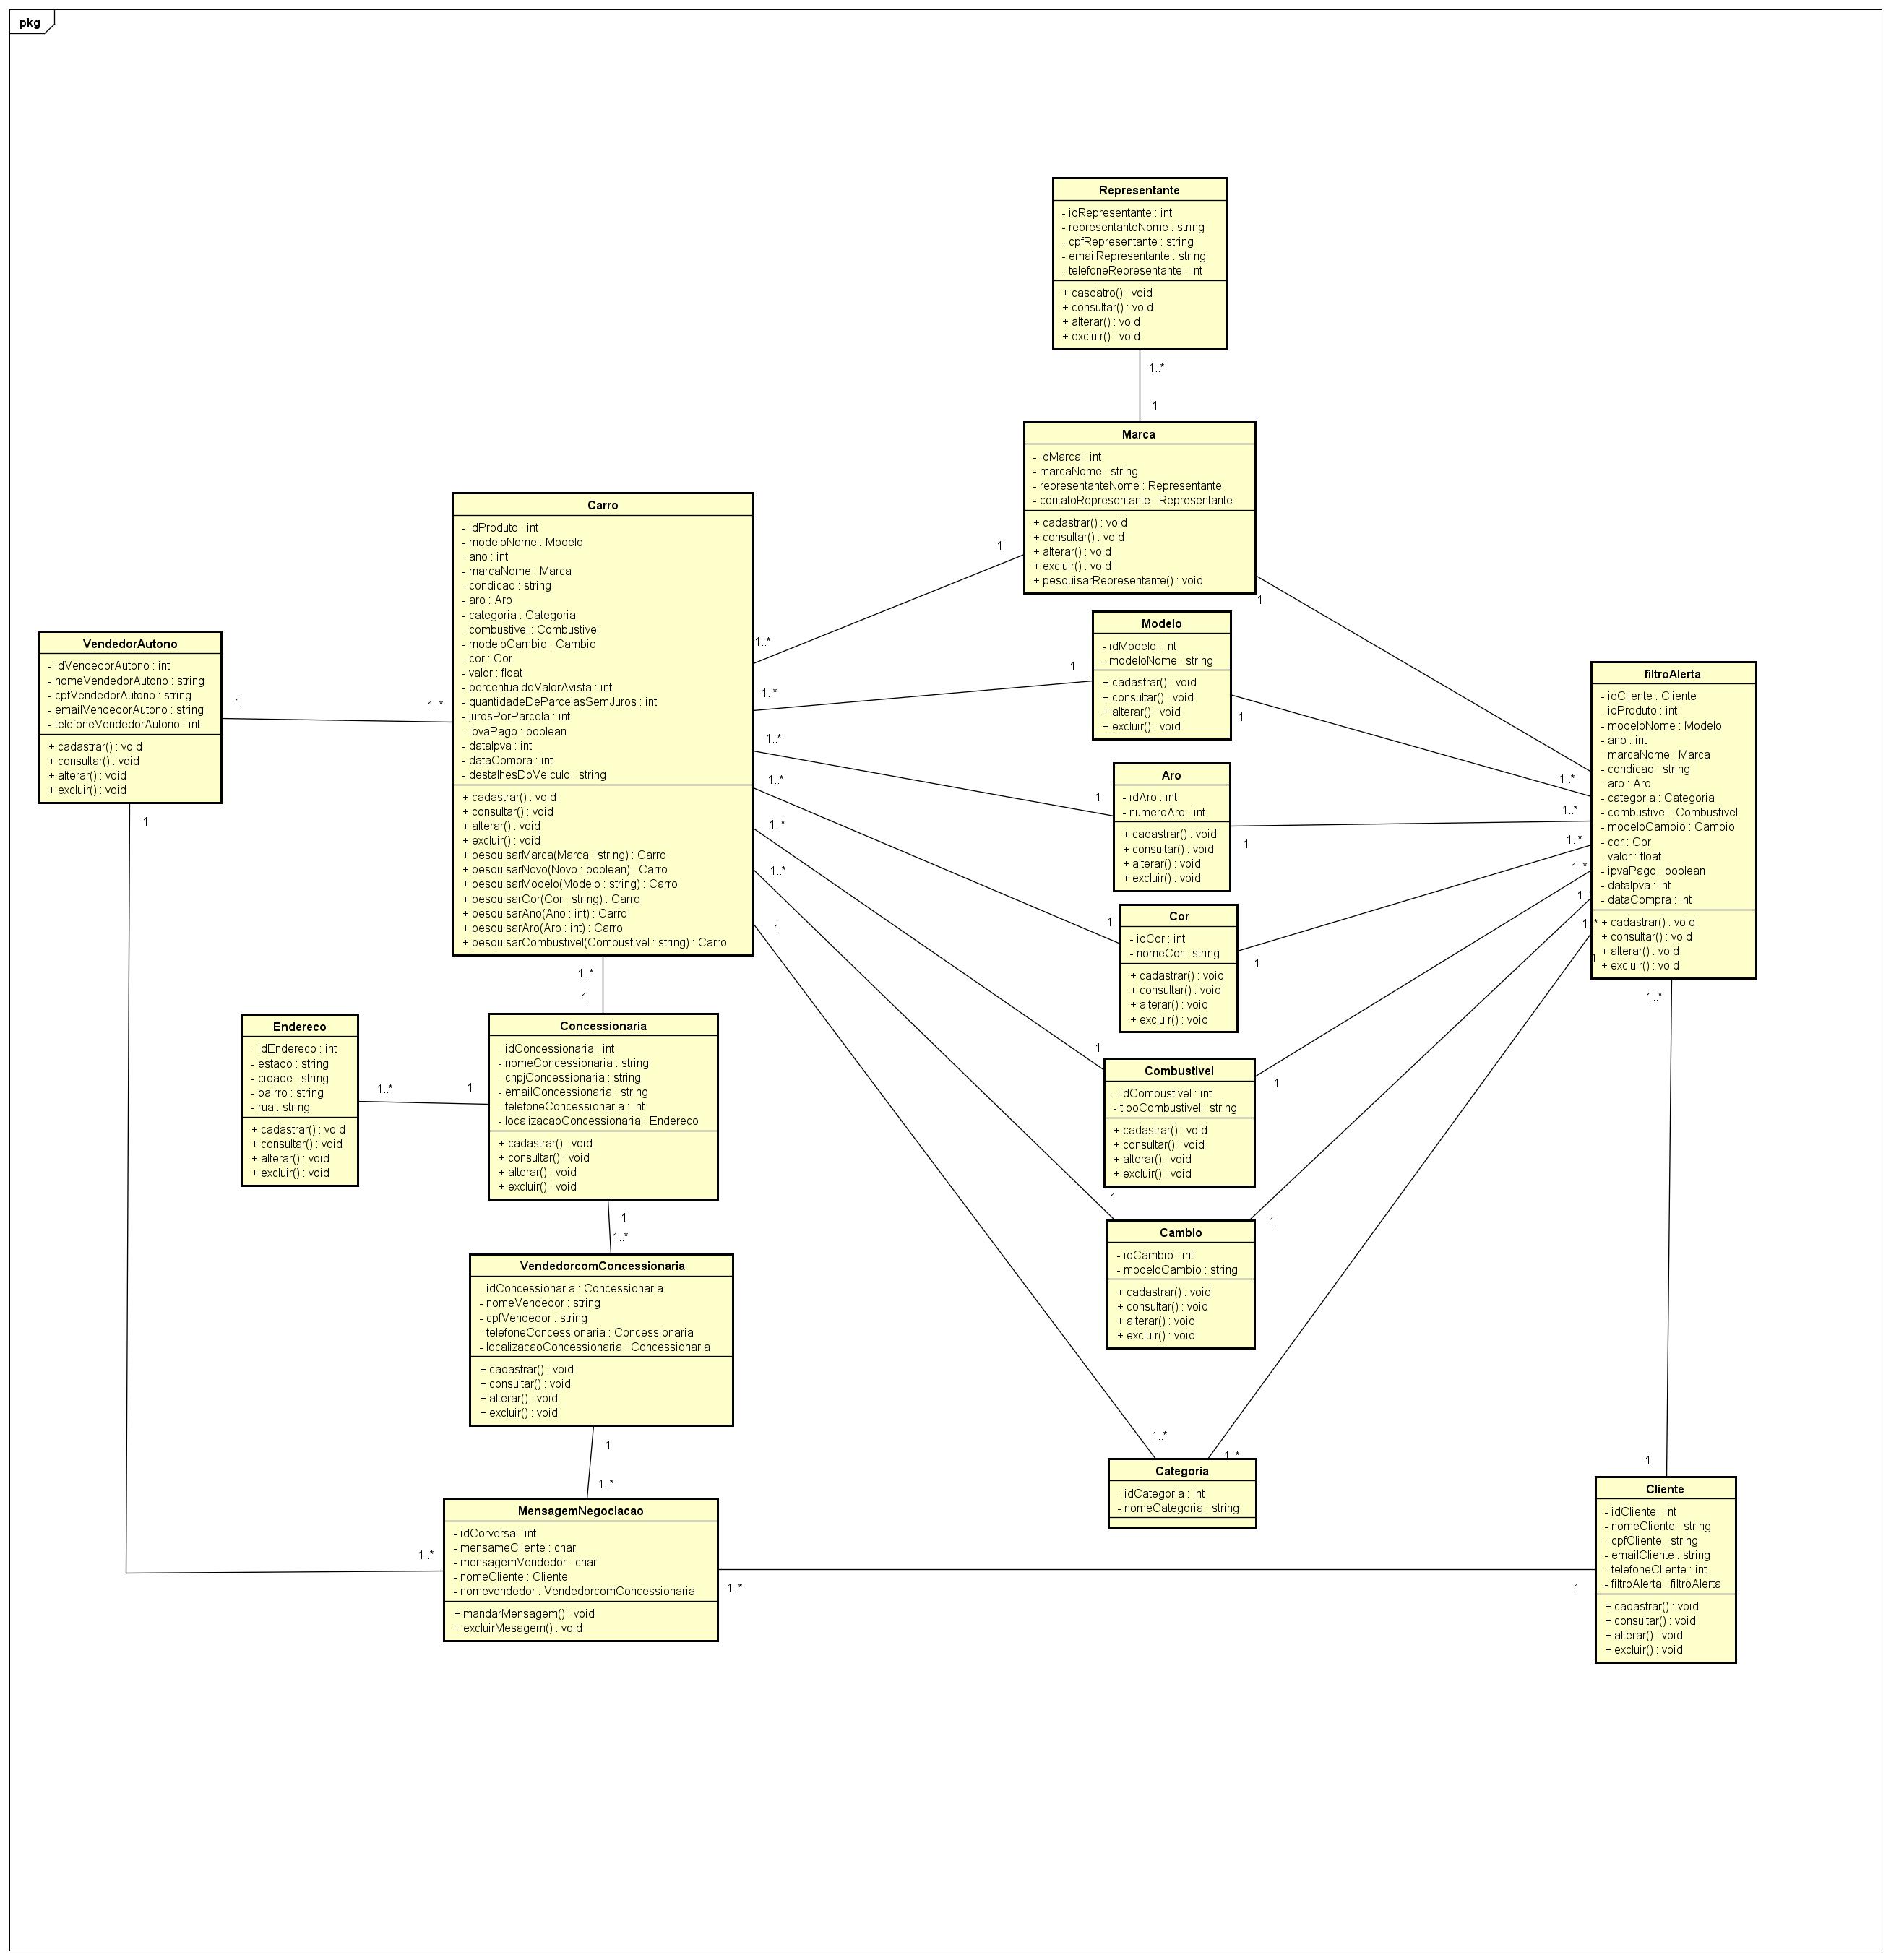 pkg
Representante
- idRepresentante : int
- representanteNome : string
- cpfRepresentante : string
- emailRepresentante : string
- telefoneRepresentante : int
+ casdatro() : void
+ consultar() : void
+ alterar() : void
+ excluir() : void
1..*
1
Marca
- idMarca : int
- marcaNome : string
- representanteNome : Representante
- contatoRepresentante : Representante
+ cadastrar() : void
+ consultar() : void
+ alterar() : void
+ excluir() : void
+ pesquisarRepresentante() : void
1
1
Carro
- idProduto : int
- modeloNome : Modelo
- ano : int
- marcaNome : Marca
- condicao : string
- aro : Aro
- categoria : Categoria
- combustivel : Combustivel
- modeloCambio : Cambio
- cor : Cor
- valor : float
- percentualdoValorAvista : int
- quantidadeDeParcelasSemJuros : int
- jurosPorParcela : int
- ipvaPago : boolean
- dataIpva : int
- dataCompra : int
- destalhesDoVeiculo : string
+ cadastrar() : void
+ consultar() : void
+ alterar() : void
+ excluir() : void
+ pesquisarMarca(Marca : string) : Carro
+ pesquisarNovo(Novo : boolean) : Carro
+ pesquisarModelo(Modelo : string) : Carro
+ pesquisarCor(Cor : string) : Carro
+ pesquisarAno(Ano : int) : Carro
+ pesquisarAro(Aro : int) : Carro
+ pesquisarCombustivel(Combustivel : string) : Carro
1..*
1..*
1..*
1..*
1..*
1..*
1
1..*
1
VendedorAutono
- idVendedorAutono : int
- nomeVendedorAutono : string
- cpfVendedorAutono : string
- emailVendedorAutono : string
- telefoneVendedorAutono : int
+ cadastrar() : void
+ consultar() : void
+ alterar() : void
+ excluir() : void
1
1..*
1
Modelo
- idModelo : int
- modeloNome : string
+ cadastrar() : void
+ consultar() : void
+ alterar() : void
+ excluir() : void
1
1
Aro
- idAro : int
- numeroAro : int
+ cadastrar() : void
+ consultar() : void
+ alterar() : void
+ excluir() : void
1
1
Cor
- idCor : int
- nomeCor : string
+ cadastrar() : void
+ consultar() : void
+ alterar() : void
+ excluir() : void
1
1
filtroAlerta
- idCliente : Cliente
- idProduto : int
- modeloNome : Modelo
- ano : int
- marcaNome : Marca
- condicao : string
- aro : Aro
- categoria : Categoria
- combustivel : Combustivel
- modeloCambio : Cambio
- cor : Cor
- valor : float
- ipvaPago : boolean
- dataIpva : int
- dataCompra : int
+ cadastrar() : void
+ consultar() : void
+ alterar() : void
+ excluir() : void
1..*
1..*
1..*
1..*
1..*
1
1..*
Endereco
- idEndereco : int
- estado : string
- cidade : string
- bairro : string
- rua : string
+ cadastrar() : void
+ consultar() : void
+ alterar() : void
+ excluir() : void
1..*
1
Concessionaria
- idConcessionaria : int
- nomeConcessionaria : string
- cnpjConcessionaria : string
- emailConcessionaria : string
- telefoneConcessionaria : int
- localizacaoConcessionaria : Endereco
+ cadastrar() : void
+ consultar() : void
+ alterar() : void
+ excluir() : void
1
1..*
Combustivel
- idCombustivel : int
- tipoCombustivel : string
+ cadastrar() : void
+ consultar() : void
+ alterar() : void
+ excluir() : void
1
1
Cambio
- idCambio : int
- modeloCambio : string
+ cadastrar() : void
+ consultar() : void
+ alterar() : void
+ excluir() : void
1
1
VendedorcomConcessionaria
- idConcessionaria : Concessionaria
- nomeVendedor : string
- cpfVendedor : string
- telefoneConcessionaria : Concessionaria
- localizacaoConcessionaria : Concessionaria
+ cadastrar() : void
+ consultar() : void
+ alterar() : void
+ excluir() : void
1
1..*
1..*
1..*
Categoria
- idCategoria : int
- nomeCategoria : string
MensagemNegociacao
- idCorversa : int
- mensameCliente : char
- mensagemVendedor : char
- nomeCliente : Cliente
- nomevendedor : VendedorcomConcessionaria
+ mandarMensagem() : void
+ excluirMesagem() : void
1..*
1..*
1
1
Cliente
- idCliente : int
- nomeCliente : string
- cpfCliente : string
- emailCliente : string
- telefoneCliente : int
- filtroAlerta : filtroAlerta
+ cadastrar() : void
+ consultar() : void
+ alterar() : void
+ excluir() : void